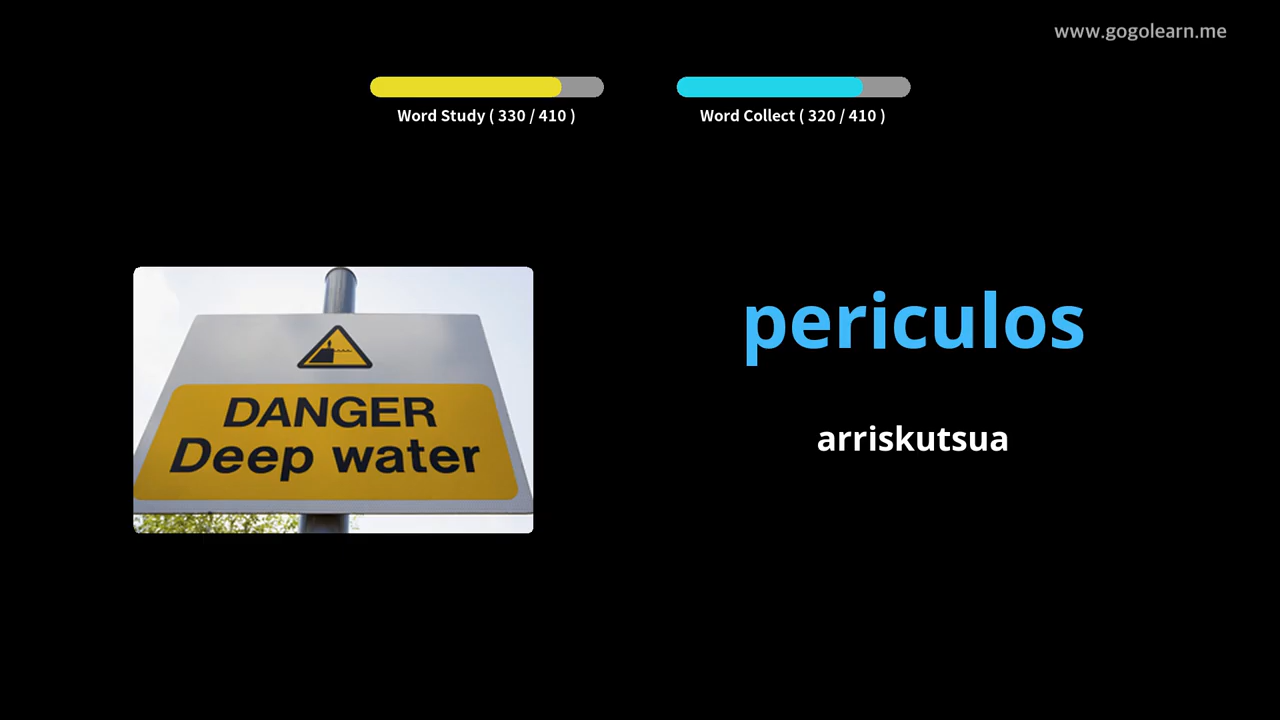 www.gogolearn.me
Word Study ( 330 / 410 )
Word Collect ( 320 / 410 )
DANGER
Deep water
periculos
arriskutsua